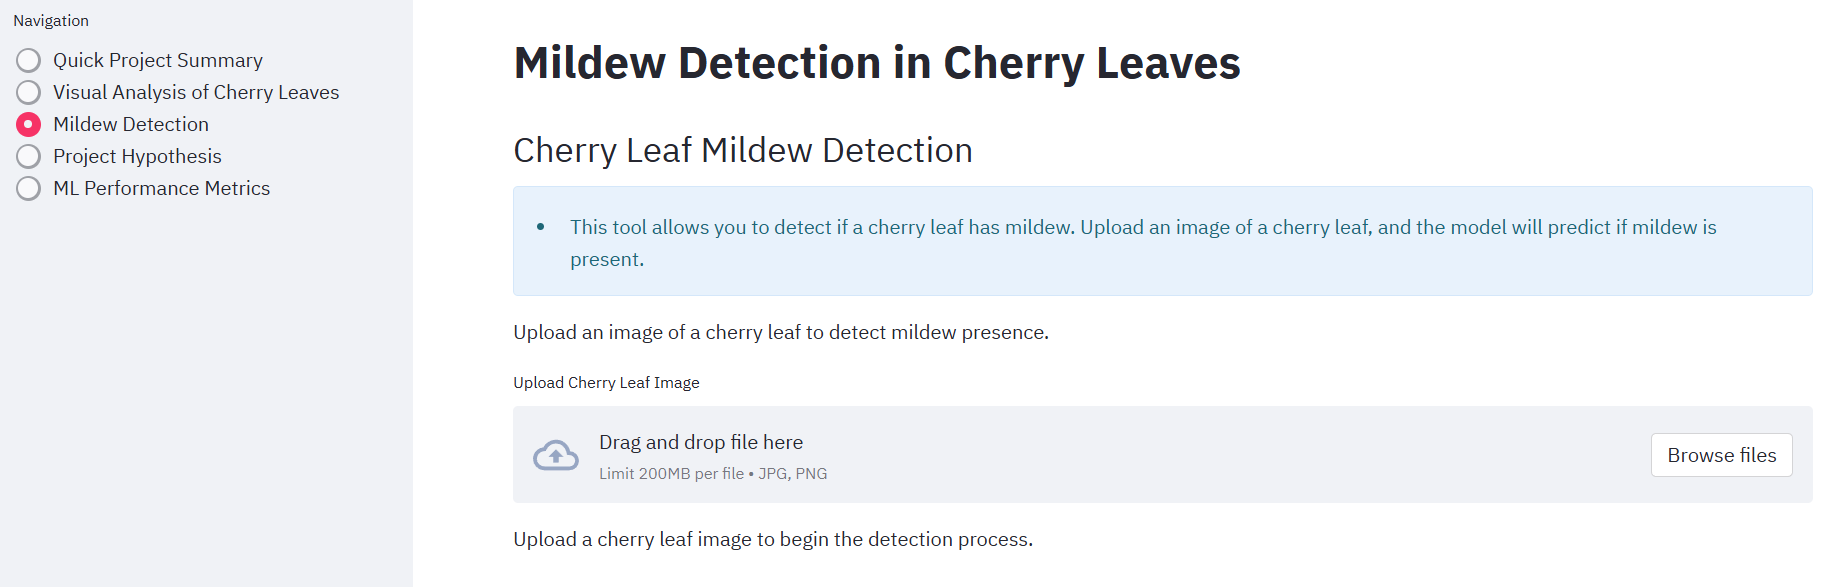 Navigation
Quick Project Summary
Visual Analysis of Cherry Leaves
Mildew Detection
Project Hypothesis
ML Performance Metrics
Mildew Detection in Cherry Leaves
Cherry Leaf Mildew Detection
• This tool allows you to detect if a cherry leaf has mildew. Upload an image of a cherry leaf, and the model will predict if mildew is
present.
Upload an image of a cherry leaf to detect mildew presence.
Upload Cherry Leaf Image
Drag and drop file here
Limit 200MB per file • JPG, PNG
Browse files
Upload a cherry leaf image to begin the detection process.